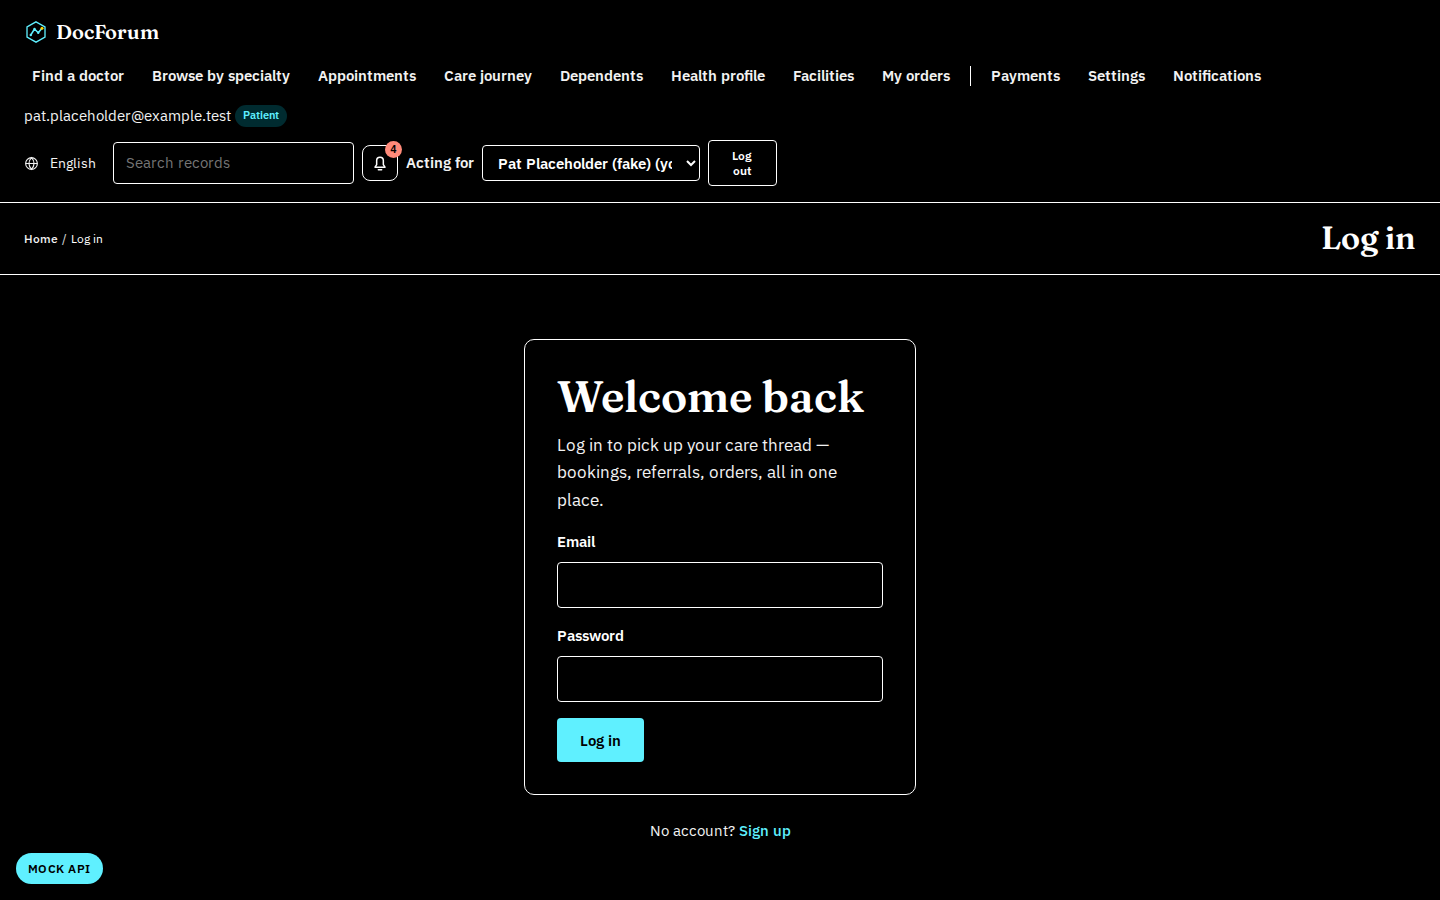 DocForum
Find a doctor Browse by specialty Appointments Care journey Dependents Health profile Facilities My orders Payments Settings Notifications
pat.placeholder@example.test Patient
English Search records 4 Acting for Pat Placeholder (fake) (yo Log out
Home / Log in
Log in
Welcome back
Log in to pick up your care thread —
bookings, referrals, orders, all in one
place.
Email
Password
Log in
No account? Sign up
MOCK API